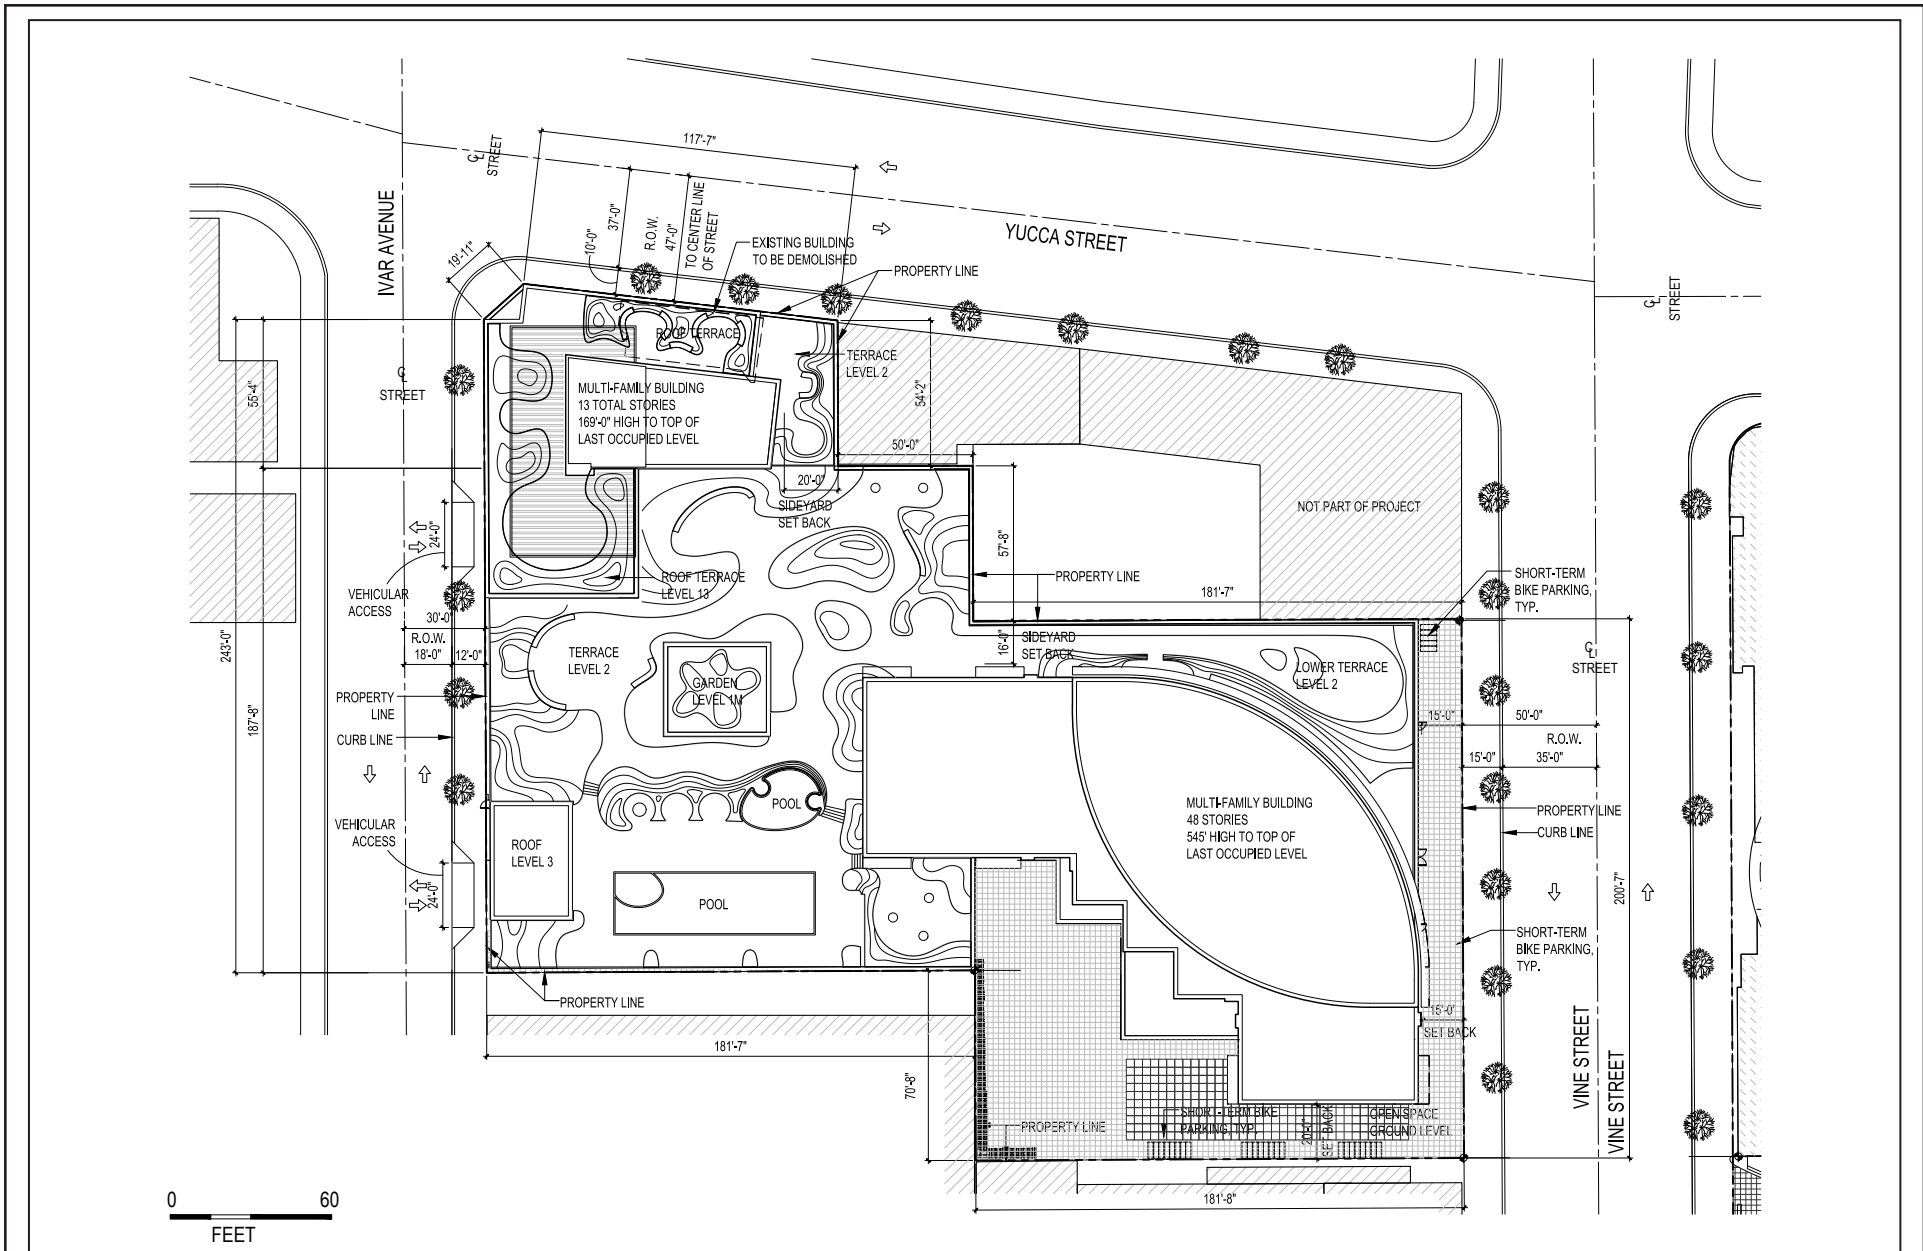 117'-7"
C
L
STREET
IVAR AVENUE
37'-0"
10'-0"
R.O.W.
47'-0"
TO CENTER LINE
OF STREET
YUCCA STREET
19'-11"
EXISTING BUILDING
TO BE DEMOLISHED
PROPERTY LINE
C
L
STREET
ROOF TERRACE
TERRACE
LEVEL 2
C
L
STREET
55'-4"
54'-2"
MULTI-FAMILY BUILDING
13 TOTAL STORIES
169'-0" HIGH TO TOP OF
LAST OCCUPIED LEVEL
50'-0"
20'-0"
SIDEYARD
SET BACK
NOT PART OF PROJECT
24'-0"
57'-8"
ROOF TERRACE
LEVEL 13
PROPERTY LINE
SHORT-TERM
BIKE PARKING,
TYP.
181'-7"
VEHICULAR
ACCESS
30'-0"
R.O.W.
18'-0"
12'-0"
243'-0"
187'-8"
TERRACE
LEVEL 2
SIDEYARD
SET BACK
16'-0"
LOWER TERRACE
LEVEL 2
C
L
STREET
GARDEN
LEVEL 1M
PROPERTY
LINE
CURB LINE
15'-0"
50'-0"
R.O.W.
15'-0"
35'-0"
POOL
MULTI-FAMILY BUILDING
48 STORIES
545' HIGH TO TOP OF
LAST OCCUPIED LEVEL
PROPERTY LINE
CURB LINE
VEHICULAR
ACCESS
ROOF
LEVEL 3
24'-0"
POOL
200'-7"
SHORT-TERM
BIKE PARKING,
TYP.
PROPERTY LINE
15'-0"
SET BACK
181'-7"
70'-8"
VINE STREET
VINE STREET
PROPERTY LINE
SHORT-TERM BIKE
PARKING, TYP.
20'-0"
SET BACK
OPEN SPACE
GROUND LEVEL
181'-8"
0
60
FEET